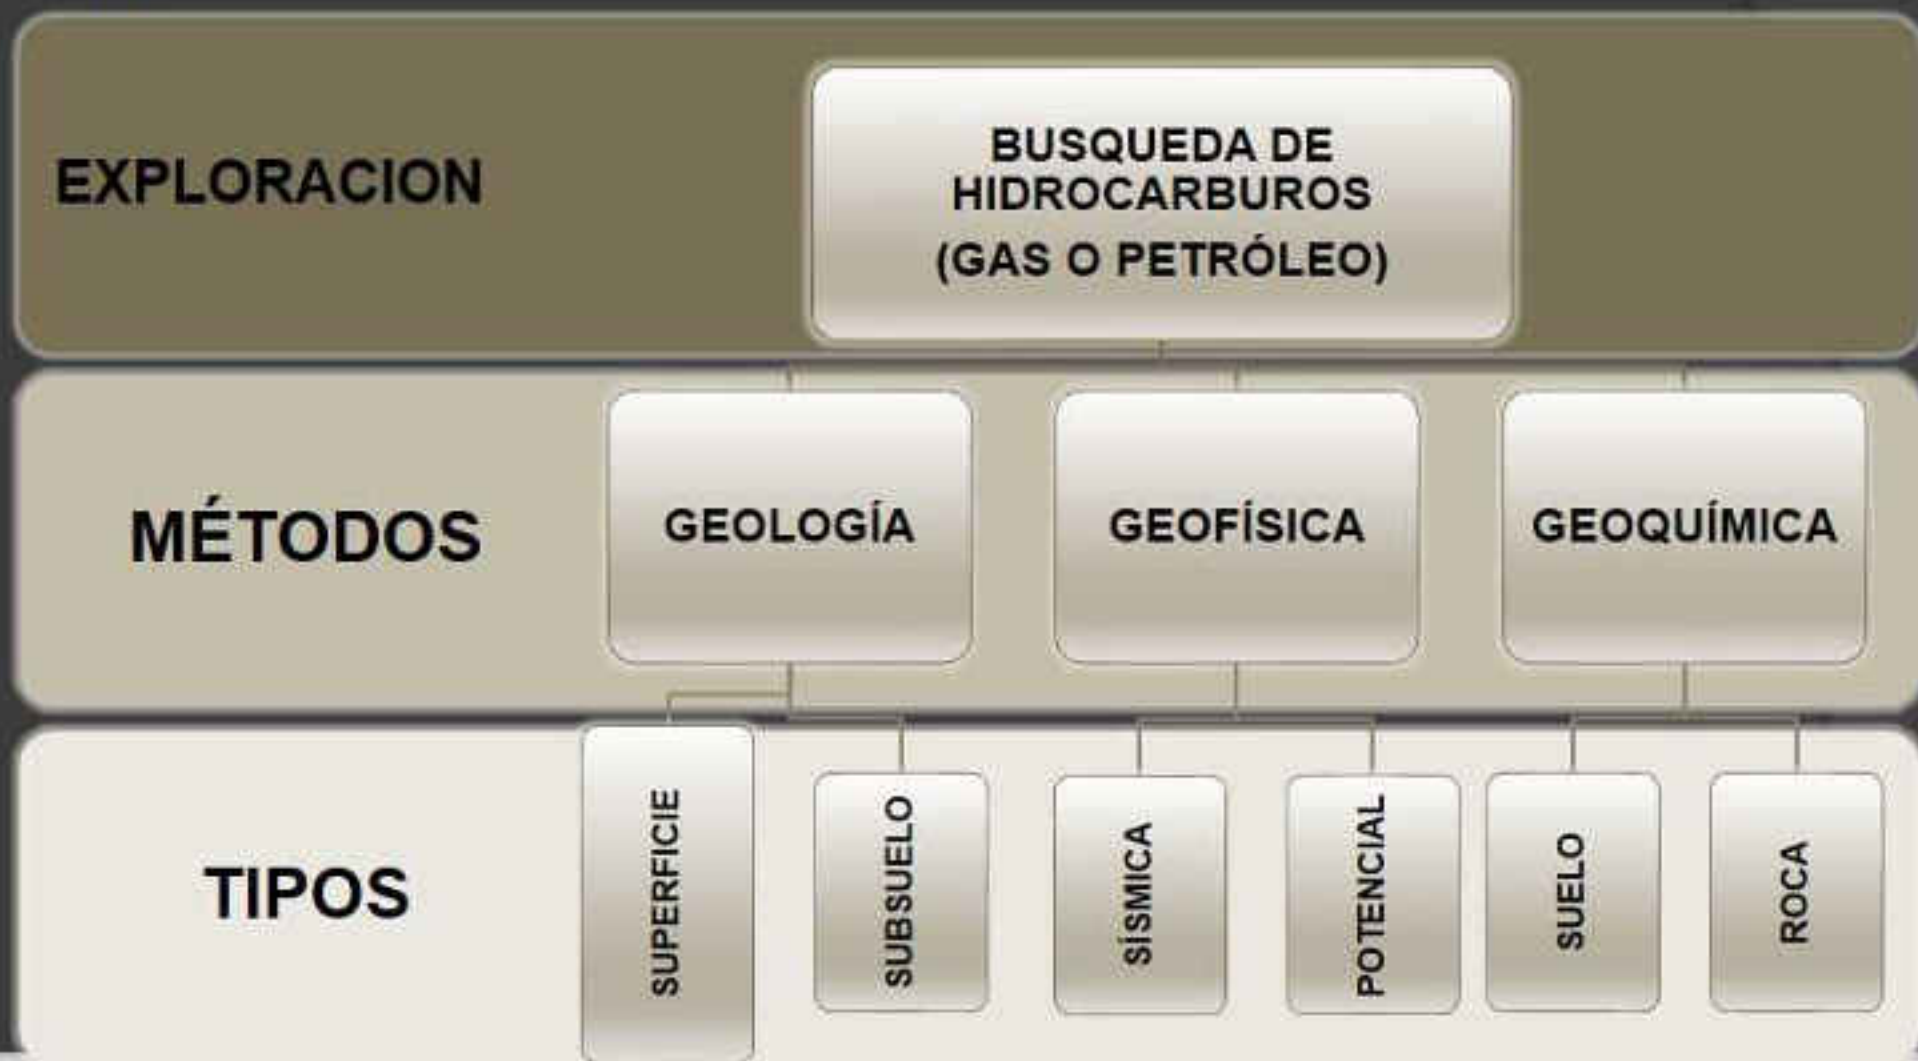 EXPLORACION
BUSQUEDA DE
HIDROCARBUROS
(GAS O PETRÓLEO)
MÉTODOS
GEOLOGÍA
GEOFÍSICA
GEOQUÍMICA
TIPOS
SUPERFICIE
SUBSUELO
SÍSMICA
POTENCIAL
SUELO
ROCA